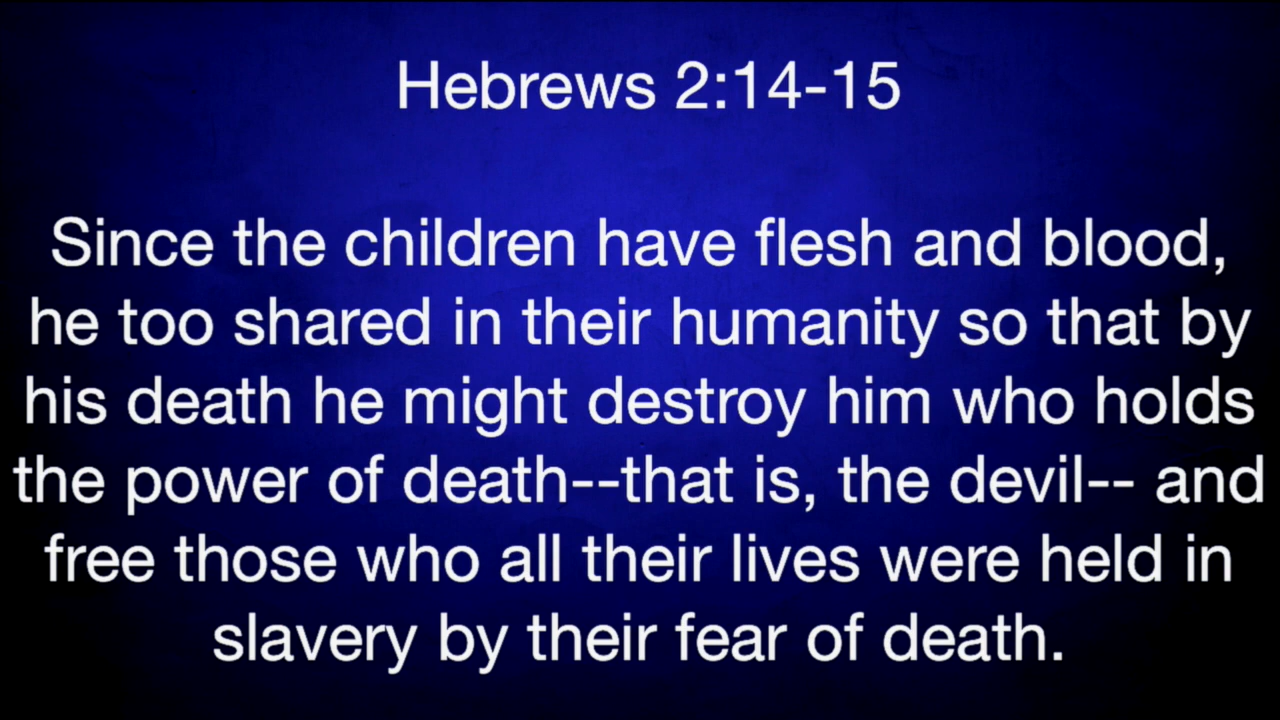 Hebrews 2:14-15
Since the children have flesh and blood,
he too shared in their humanity so that by
his death he might destroy him who holds
the power of death--that is, the devil-- and
free those who all their lives were held in
slavery by their fear of death.